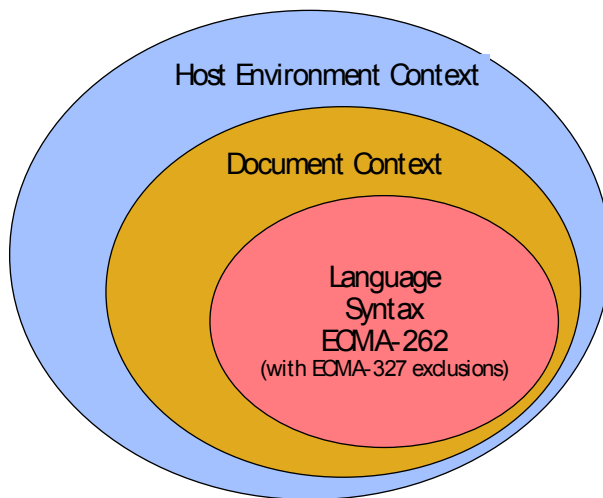 Host Environment Context
Document Context
Language
Syntax
ECMA-262
(with ECMA-327 exclusions)